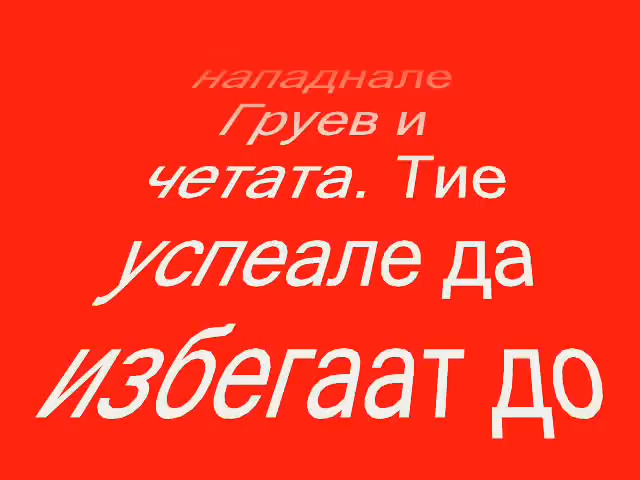 нападнале
Груев и
четата. Тие
успеале да
избегаат до